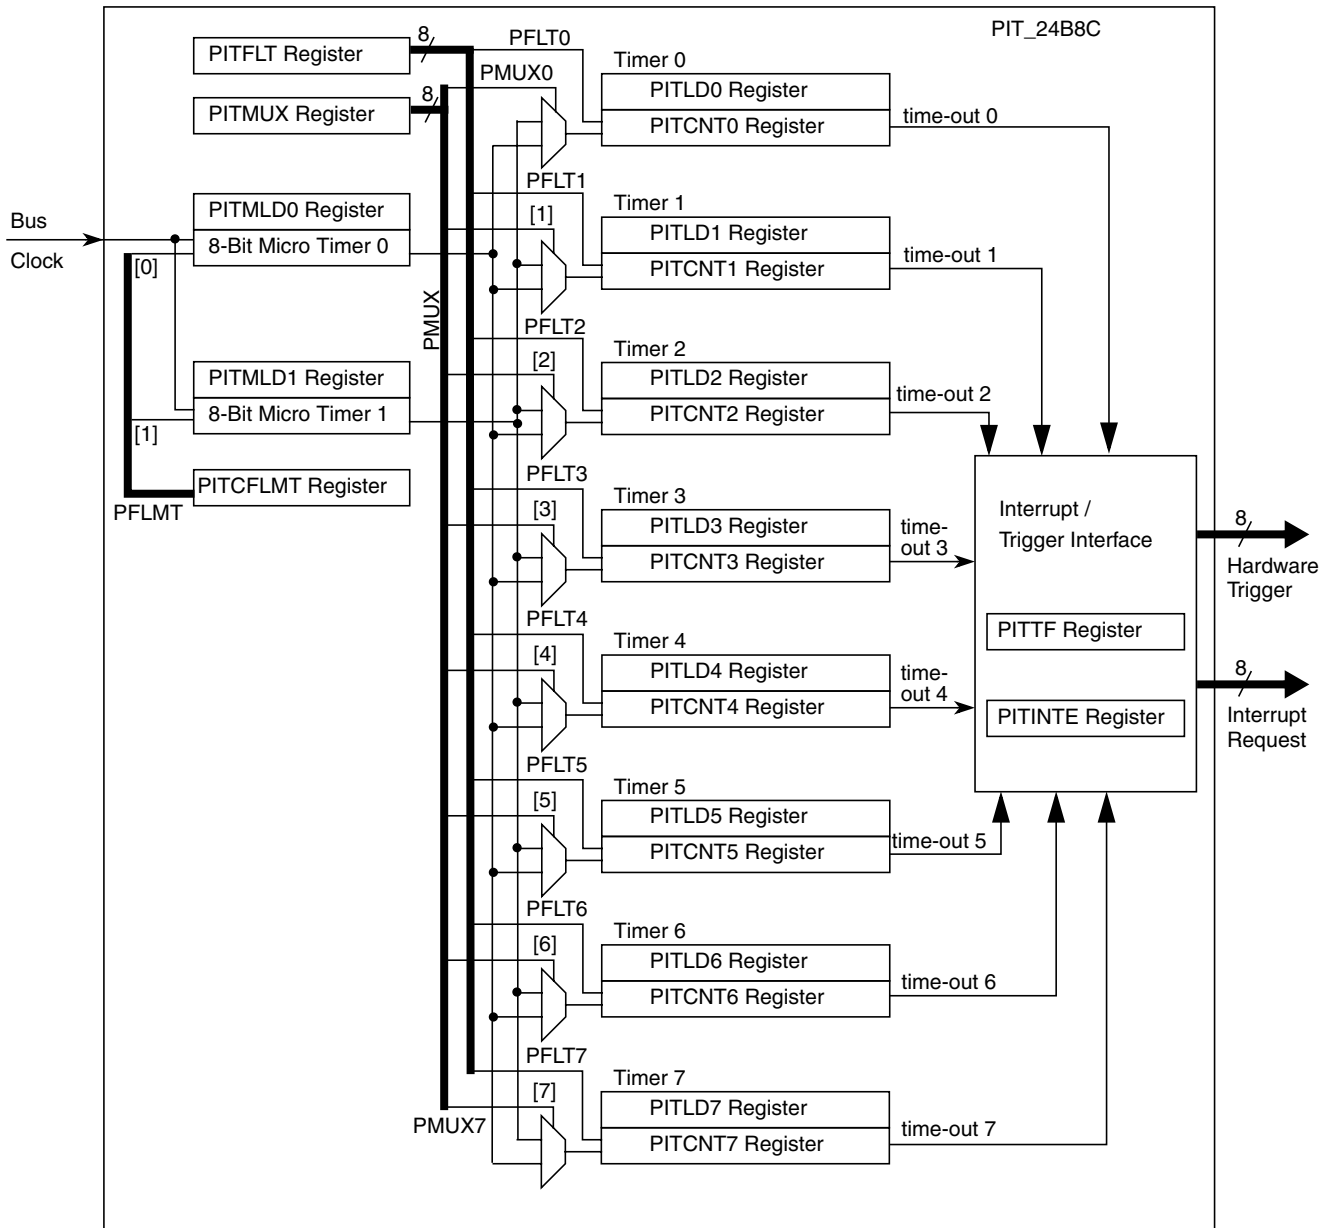 PIT_24B8C
8
PFLT0
PITFLT Register
Timer 0
PMUX0
8
PITLD0 Register
PITMUX Register
PITCNT0 Register
time-out 0
PFLT1
Timer 1
PITMLD0 Register
[1]
Bus
PITLD1 Register
8-Bit Micro Timer 0
Clock
[0]
PITCNT1 Register
time-out 1
PMUX
PFLT2
Timer 2
[2]
PITMLD1 Register
PITLD2 Register
time-out 2
8-Bit Micro Timer 1
PITCNT2 Register
[1]
PFLT3
PITCFLMT Register
Timer 3
PFLMT
[3]
PITLD3 Register
time-
out 3
PITCNT3 Register
Interrupt /
Trigger Interface
8
Hardware
Trigger
PFLT4
Timer 4
PITTF Register
[4]
PITLD4 Register
time-
out 4
PITCNT4 Register
8
PITINTE Register
Interrupt
Request
PFLT5
Timer 5
[5]
PITLD5 Register
PITCNT5 Register
time-out 5
PFLT6
Timer 6
[6]
PITLD6 Register
PITCNT6 Register
time-out 6
PFLT7
Timer 7
[7]
PITLD7 Register
PMUX7
PITCNT7 Register
time-out 7